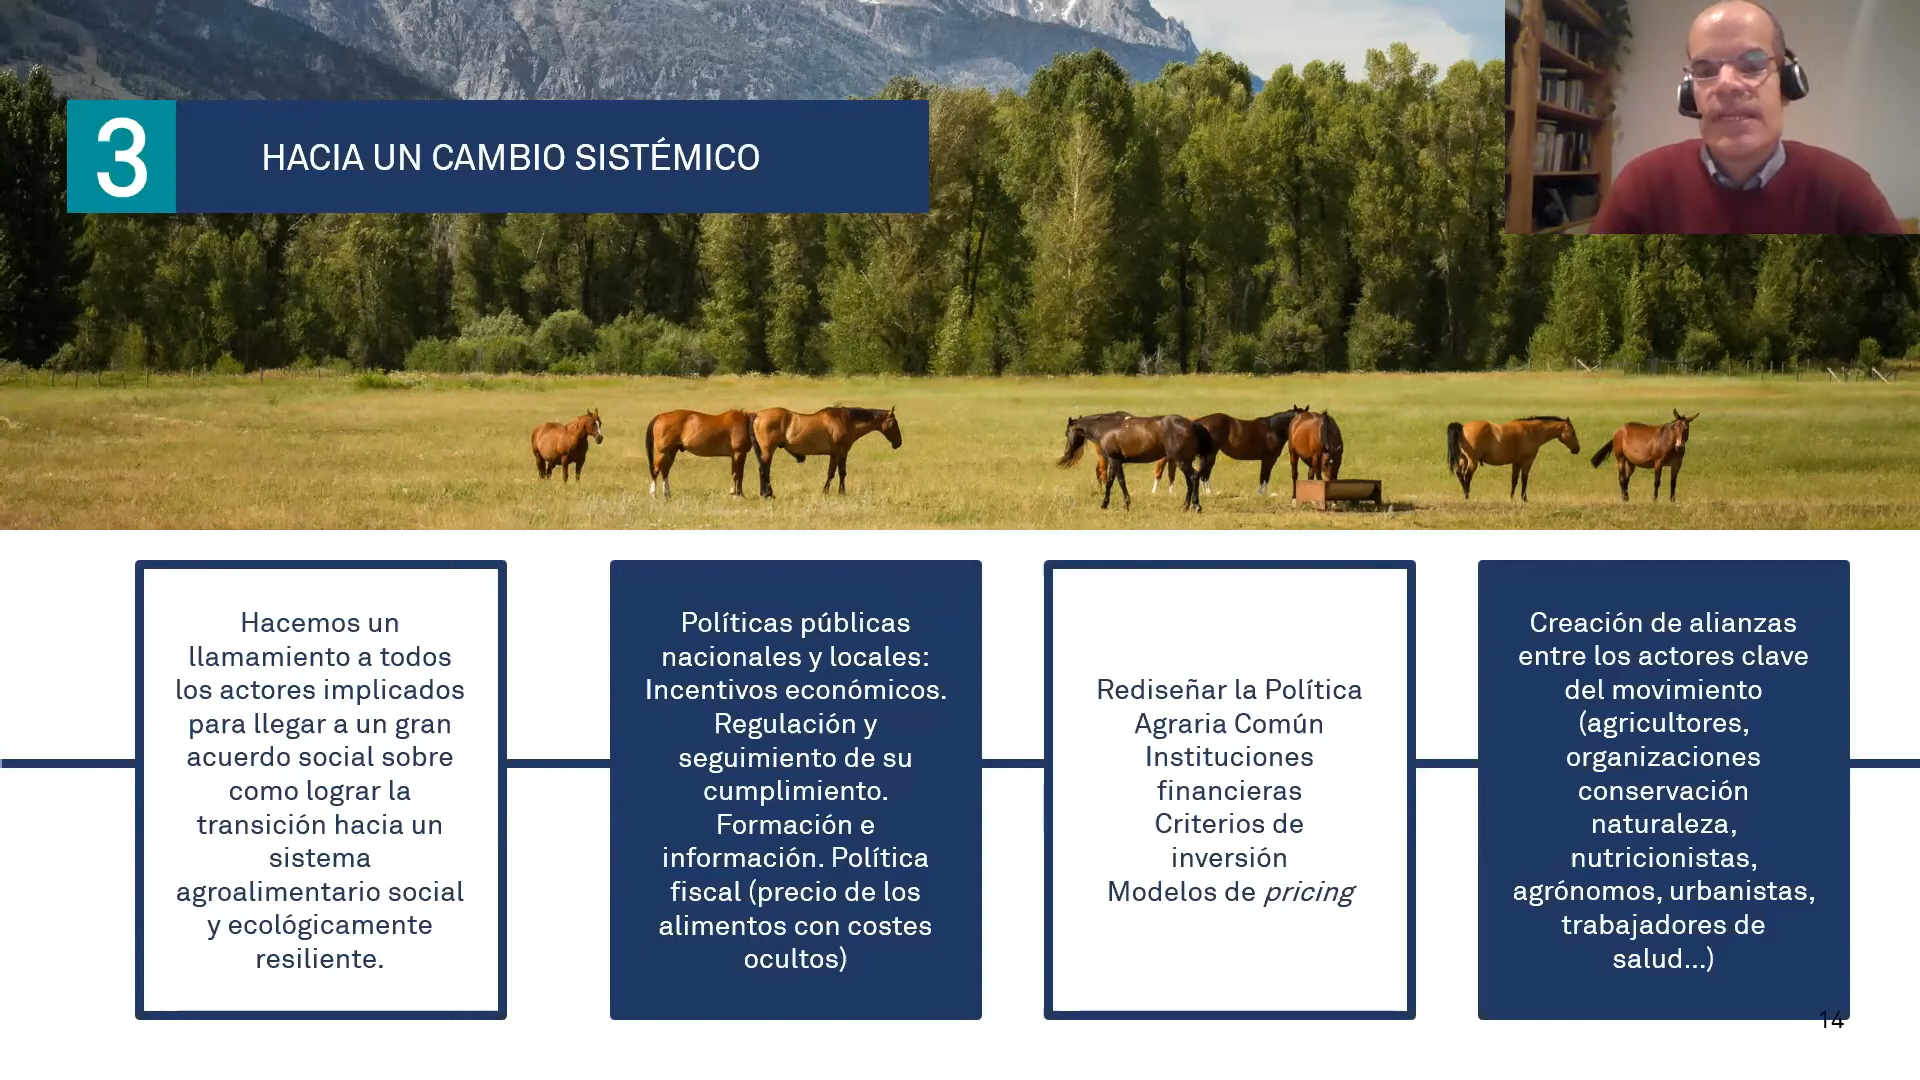 3
HACIA UN CAMBIO SISTÉMICO
Hacemos un
llamamiento a todos
los actores implicados
para llegar a un gran
acuerdo social sobre
como lograr la
transición hacia un
sistema
agroalimentario social
y ecológicamente
resiliente.
Políticas públicas
nacionales y locales:
Incentivos económicos.
Regulación y
seguimiento de su
cumplimiento.
Formación e
información. Política
fiscal (precio de los
alimentos con costes
ocultos)
Rediseñar la Política
Agraria Común
Instituciones
financieras
Criterios de
inversión
Modelos de pricing
Creación de alianzas
entre los actores clave
del movimiento
(agricultores,
organizaciones
conservación
naturaleza,
nutricionistas,
agrónomos, urbanistas,
trabajadores de
salud...)
14